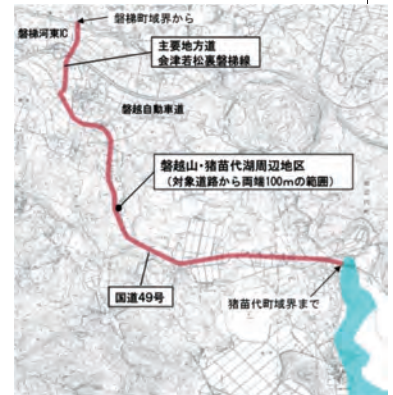 磐梯町域界から
磐梯河東IC
主要地方道
会津若松裏磐梯線
磐越自動車道
磐越山・猪苗代湖周辺地区
(対象道路から両端100mの範囲)
猪苗代町域界まで
国道49号